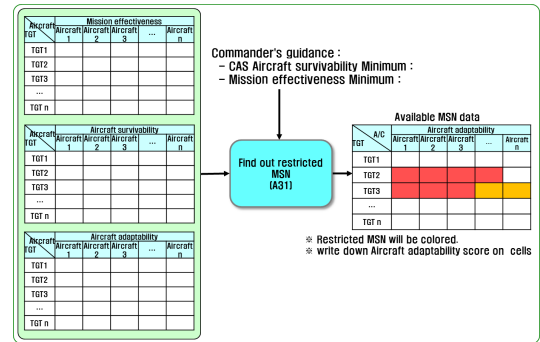 Mission effectiveness
Aircraft
TGT
Aircraft 1 Aircraft 2 Aircraft 3 ... Aircraft n
TGT1
TGT2
TGT3
...
TGT n
Aircraft survivability
Aircraft
TGT
Aircraft 1 Aircraft 2 Aircraft 3 ... Aircraft n
TGT1
TGT2
TGT3
...
TGT n
Aircraft adaptability
Aircraft
TGT
Aircraft 1 Aircraft 2 Aircraft 3 ... Aircraft n
TGT1
TGT2
TGT3
...
TGT n
Commander's guidance :
- CAS Aircraft survivability Minimum :
- Mission effectiveness Minimum :
Find out restricted
MSN
(A31)
Available MSN data
A/C
TGT
Aircraft adaptability
Aircraft 1 Aircraft 2 Aircraft 3 ... Aircraft n
TGT1
TGT2
TGT3
...
TGT n
※ Restricted MSN will be colored.
※ write down Aircraft adaptability score on cells